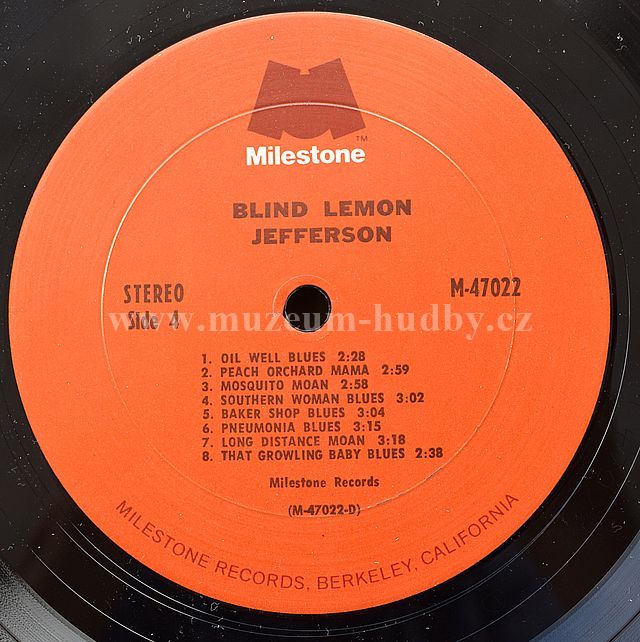 TM
Milestone
BLIND LEMON
JEFFERSON
STEREO M-47022
Side 4
www.muzeum-hudby.cz
1. OIL WELL BLUES 2:28
2. PEACH ORCHARD MAMA 2:59
3. MOSQUITO MOAN 2:58
4. SOUTHERN WOMAN BLUES 3:02
5. BAKER SHOP BLUES 3:04
6. PNEUMONIA BLUES 3:15
7. LONG DISTANCE MOAN 3:18
8. THAT GROWLING BABY BLUES 2:38
Milestone Records
(M-47022-D)
MILESTONE RECORDS, BERKELEY, CALIFORNIA